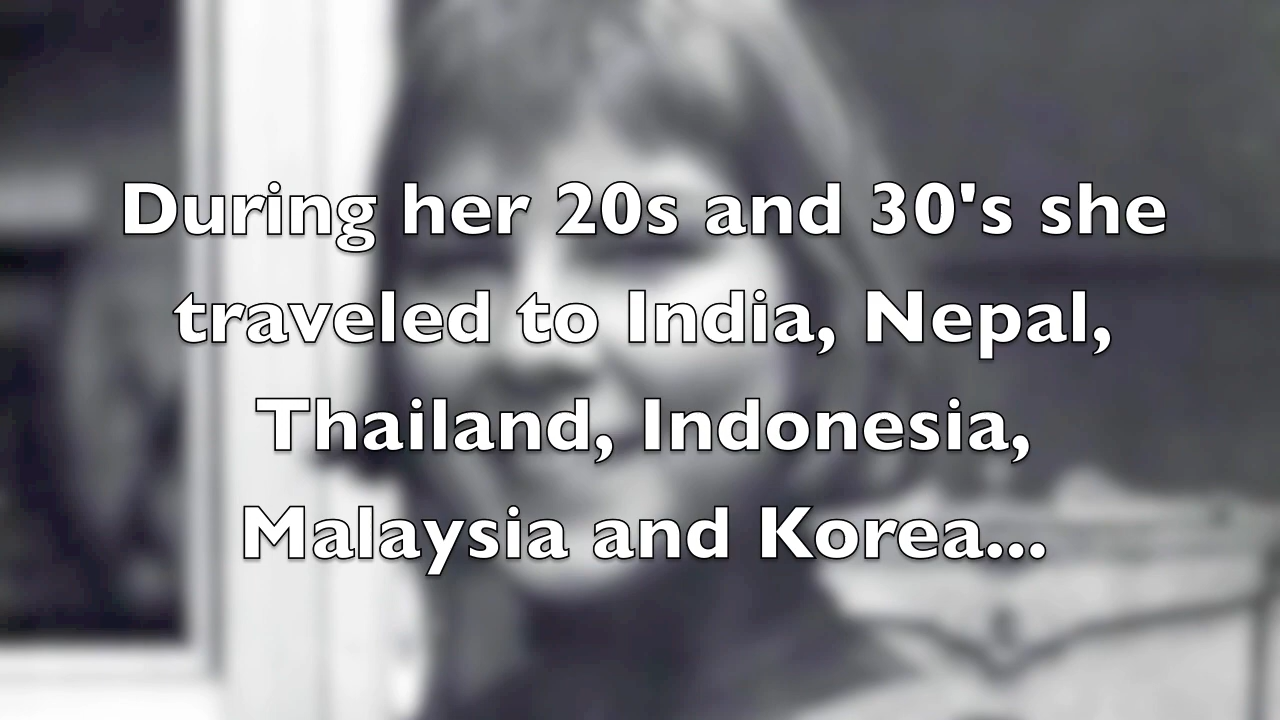 During her 20s and 30's she
traveled to India, Nepal,
Thailand, Indonesia,
Malaysia and Korea...